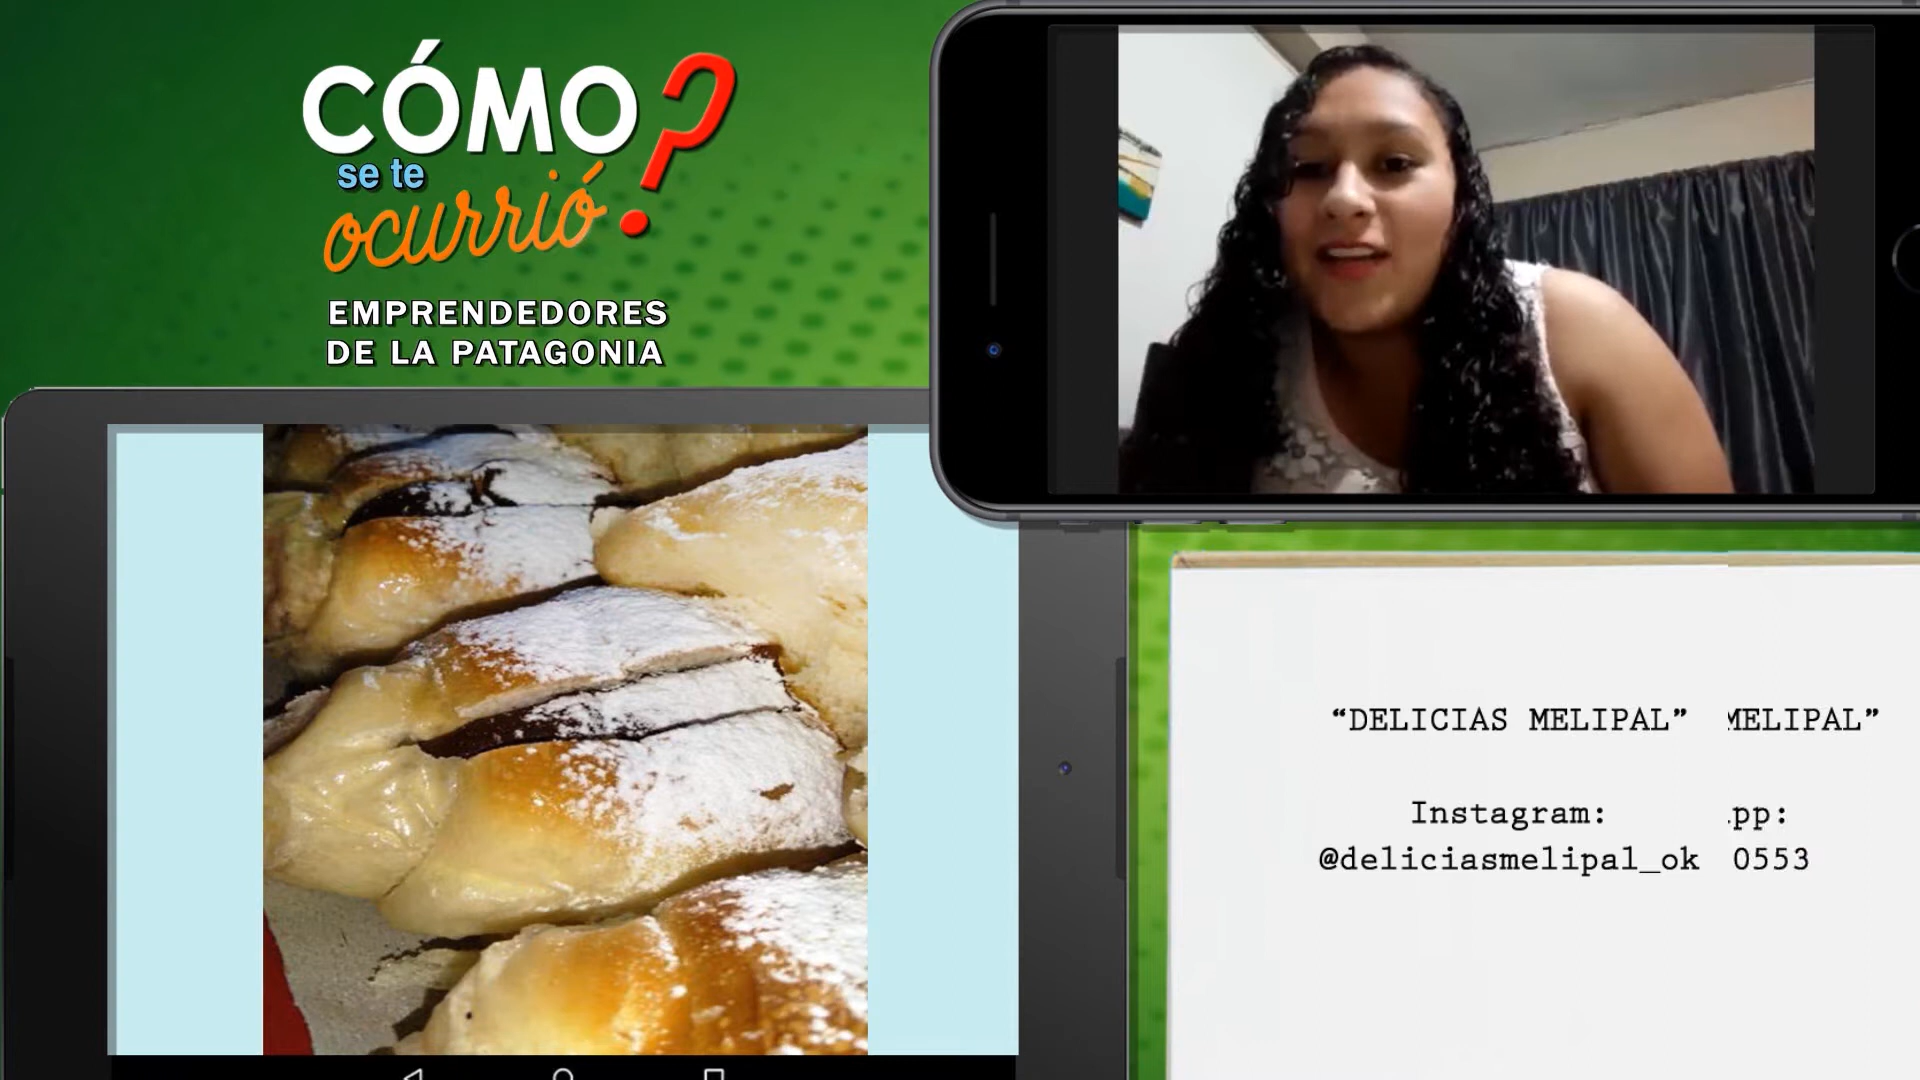 CÓMO
se te
ocurrió?
EMPRENDEDORES
DE LA PATAGONIA
“DELICIAS MELIPAL” MELIPAL”
Instagram: pp:
@deliciasmelipal_ok 0553